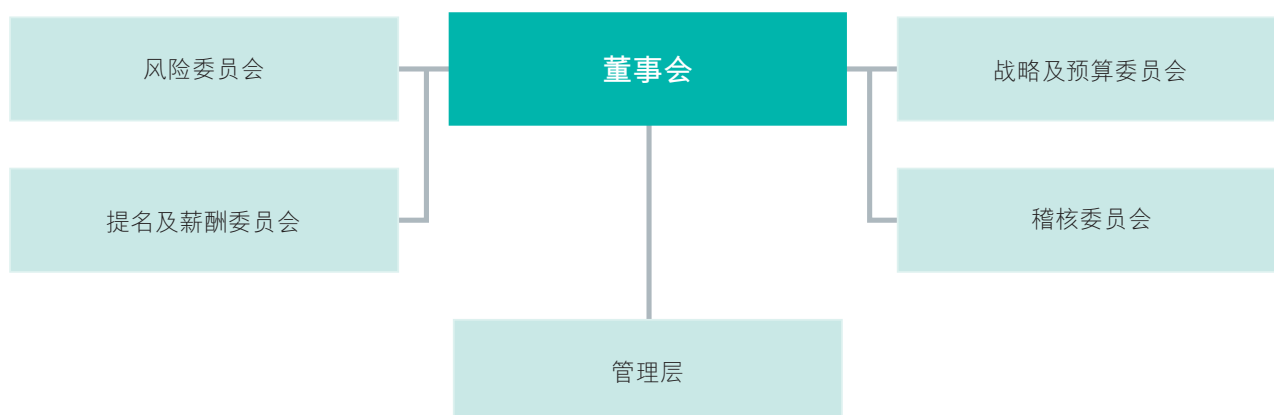 风险委员会
董事会
战略及预算委员会
提名及薪酬委员会
稽核委员会
管理层